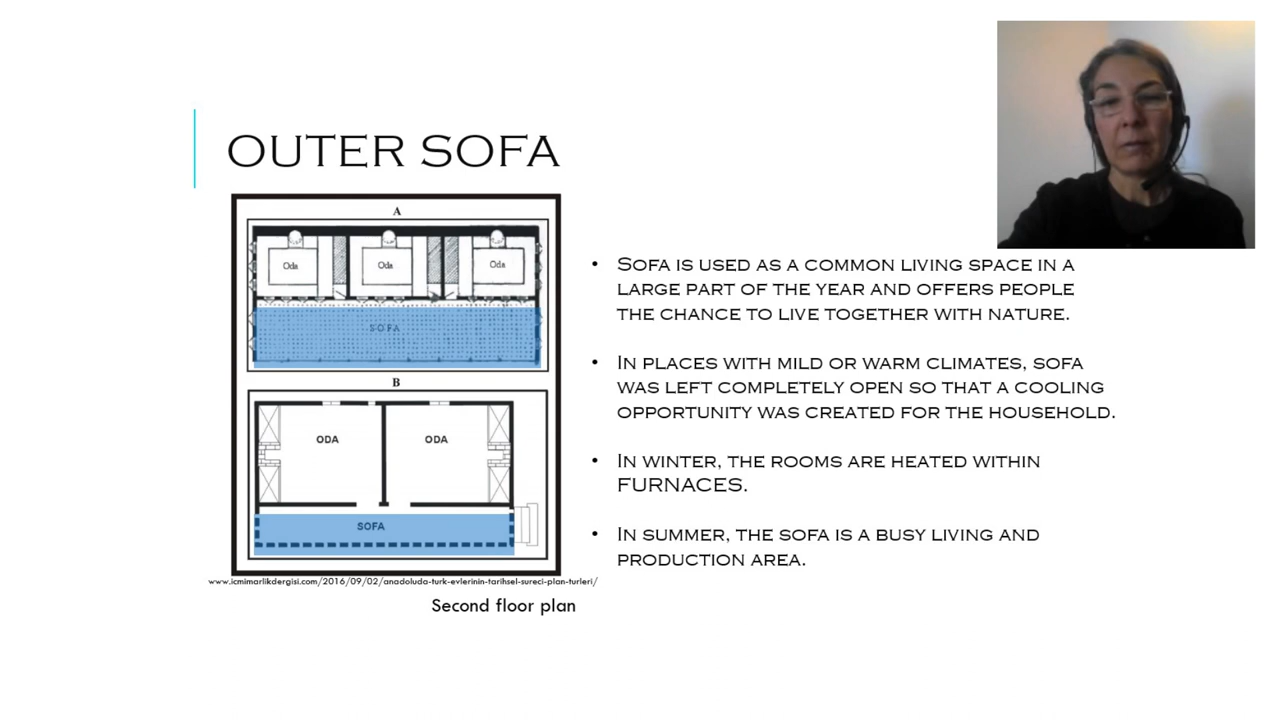 OUTER SOFA
A
Oda
Oda
Oda
SOFA
B
ODA
ODA
SOFA
www.icmimarlikdergisi.com/2016/09/02/anadoluda-turk-evlerinin-tarihsel-sureci-plan-turleri/
Second floor plan
• SOFA IS USED AS A COMMON LIVING SPACE IN A
LARGE PART OF THE YEAR AND OFFERS PEOPLE
THE CHANCE TO LIVE TOGETHER WITH NATURE.
• IN PLACES WITH MILD OR WARM CLIMATES, SOFA
WAS LEFT COMPLETELY OPEN SO THAT A COOLING
OPPORTUNITY WAS CREATED FOR THE HOUSEHOLD.
• IN WINTER, THE ROOMS ARE HEATED WITHIN
FURNACES.
• IN SUMMER, THE SOFA IS A BUSY LIVING AND
PRODUCTION AREA.